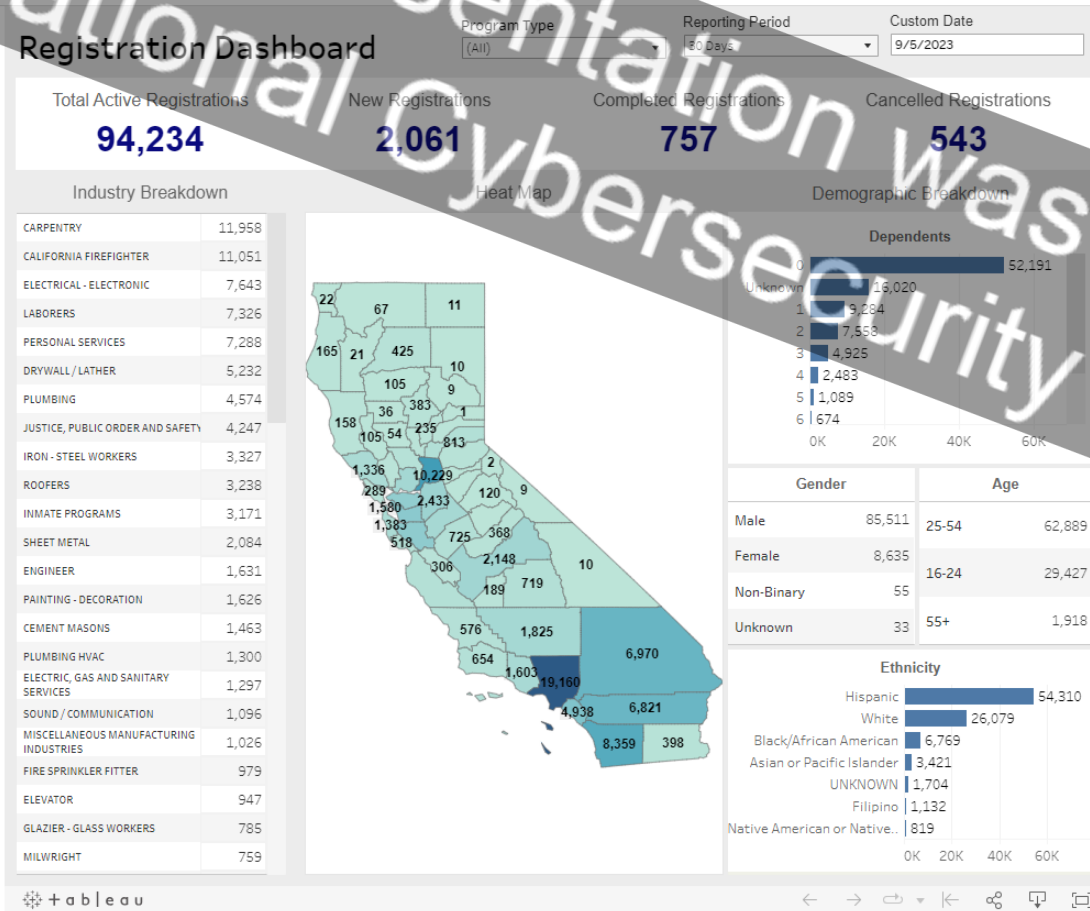 Registration Dashboard
Program Type
(All)
Reporting Period
30 Days
Custom Date
9/5/2023
Total Active Registrations
94,234
New Registrations
2,061
Completed Registrations
757
Cancelled Registrations
543
entation was
ational Cybersecurity
Industry Breakdown
CARPENTRY 11,958
CALIFORNIA FIREFIGHTER 11,051
ELECTRICAL - ELECTRONIC 7,643
LABORERS 7,326
PERSONAL SERVICES 7,288
DRYWALL / LATHER 5,232
PLUMBING 4,574
JUSTICE, PUBLIC ORDER AND SAFETY 4,247
IRON - STEEL WORKERS 3,327
ROOFERS 3,238
INMATE PROGRAMS 3,171
SHEET METAL 2,084
ENGINEER 1,631
PAINTING - DECORATION 1,626
CEMENT MASONS 1,463
PLUMBING HVAC 1,300
ELECTRIC, GAS AND SANITARY
SERVICES 1,297
SOUND / COMMUNICATION 1,096
MISCELLANEOUS MANUFACTURING
INDUSTRIES 1,026
FIRE SPRINKLER FITTER 979
ELEVATOR 947
GLAZIER - GLASS WORKERS 785
MILWRIGHT 759
Heat Map
22
67
11
165
21
425
10
105
9
36
383
1
158
105
54
235
813
1,336
10,229
2
289
120
9
1,580
2,433
1,383
518
725
368
306
2,148
10
189
719
576
1,825
654
1,603
19,160
6,970
4,938
6,821
8,359
398
Demographic Breakdown
Dependents
0 52,191
Unknown 16,020
1 9,284
2 7,558
3 4,925
4 2,483
5 1,089
6 674
0K 20K 40K 60K
Gender
Male 85,511
Female 8,635
Non-Binary 55
Unknown 33
Age
25-54 62,889
16-24 29,427
55+ 1,918
Ethnicity
Hispanic 54,310
White 26,079
Black/African American 6,769
Asian or Pacific Islander 3,421
UNKNOWN 1,704
Filipino 1,132
Native American or Native.. 819
0K 20K 40K 60K
+ableau